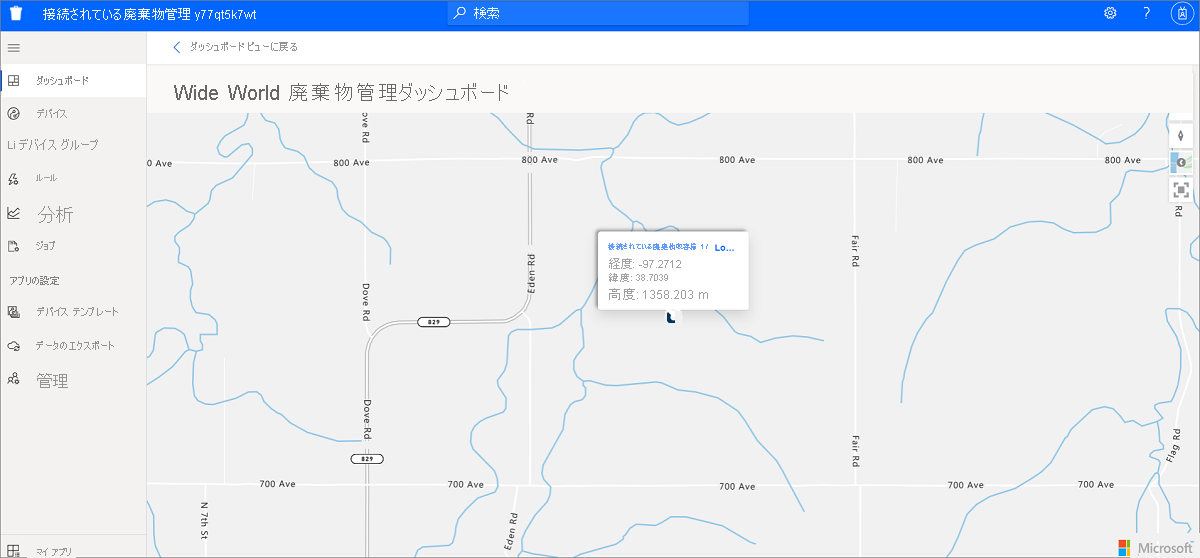 接続されている廃棄物管理 y77qt5k7wt
検索
?
ダッシュボードビューに戻る
ダッシュボード
Wide World 廃棄物管理ダッシュボード
デバイス
Li デバイス グループ
ルール
分析
ジョブ
アプリの設定
デバイス テンプレート
データのエクスポート
管理
マイ アプリ
ove Rd
Rd
0 Ave
800 Ave
800 Ave
800 Ave
800 Ave
800 Ave
Rd
接続されている廃棄物収容器 1/ Lo...
経度: -97.2712
緯度: 38.7039
高度: 1358.203 m
Fair Rd
Eden Rd
Dove Rd
829
Dove Rd
Fair Rd
Flag Rd
829
700 Ave
700 Ave
700 Ave
700 Ave
700 Ave
N 7th St
Eden Rd
Microsoft